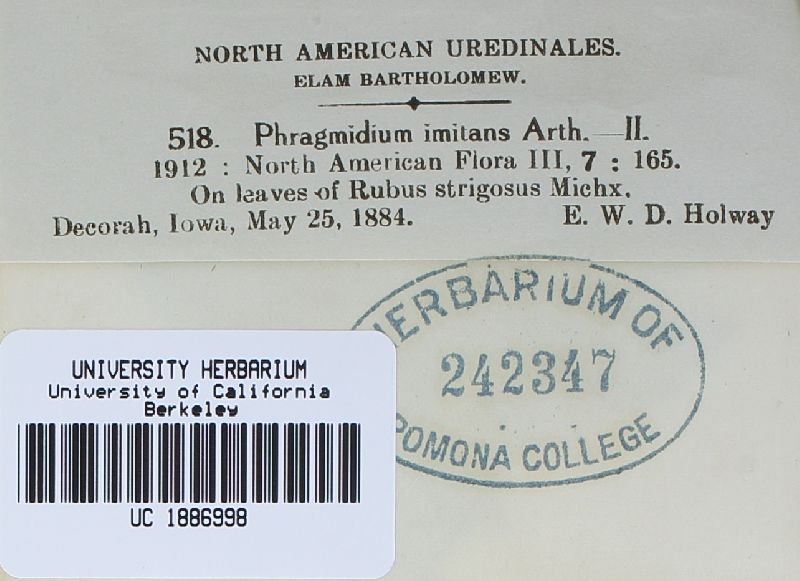 NORTH AMERICAN UREDINALES.
ELAM BARTHOLOMEW.
518. Phragmidium imitans Arth.—II.
1912 : North American Flora III, 7 : 165.
On leaves of Rubus strigosus Michx.
Decorah, Iowa, May 25, 1884. E. W. D. Holway
HERBARIUM OF
242347
POMONA COLLEGE
UNIVERSITY HERBARIUM
University of California
Berkeley
UC 1886998